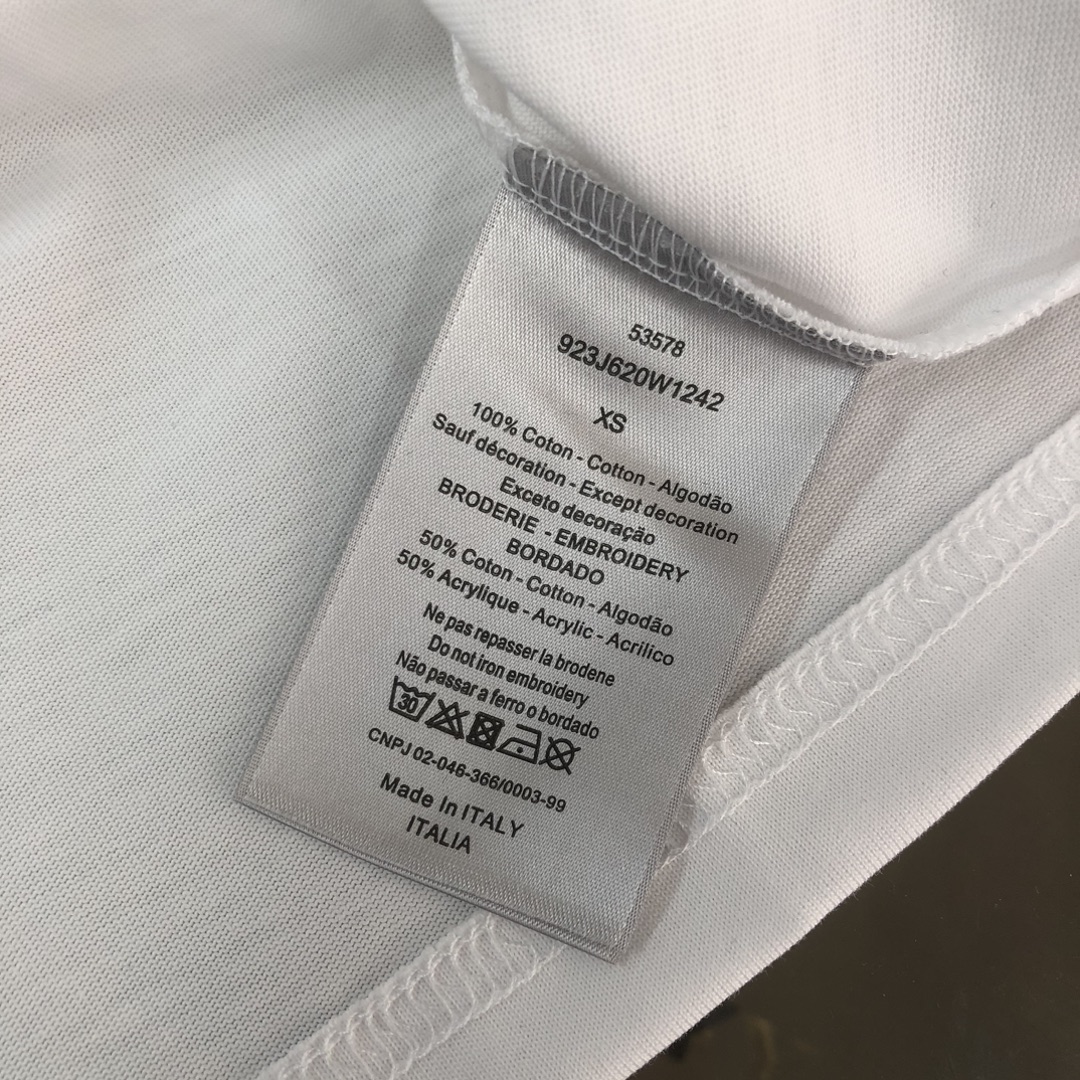 53578
923J620W1242
XS
100% Coton - Cotton - Algodão
Sauf décoration - Except decoration
Exceto decoração
BRODERIE - EMBROIDERY
BORDADO
50% Coton - Cotton - Algodão
50% Acrylique - Acrylic - Acrilico
Ne pas repasser la brodene
Do not iron embroidery
Não passar a ferro o bordado
30
CNPJ 02-046-366/0003-99
Made In ITALY
ITALIA